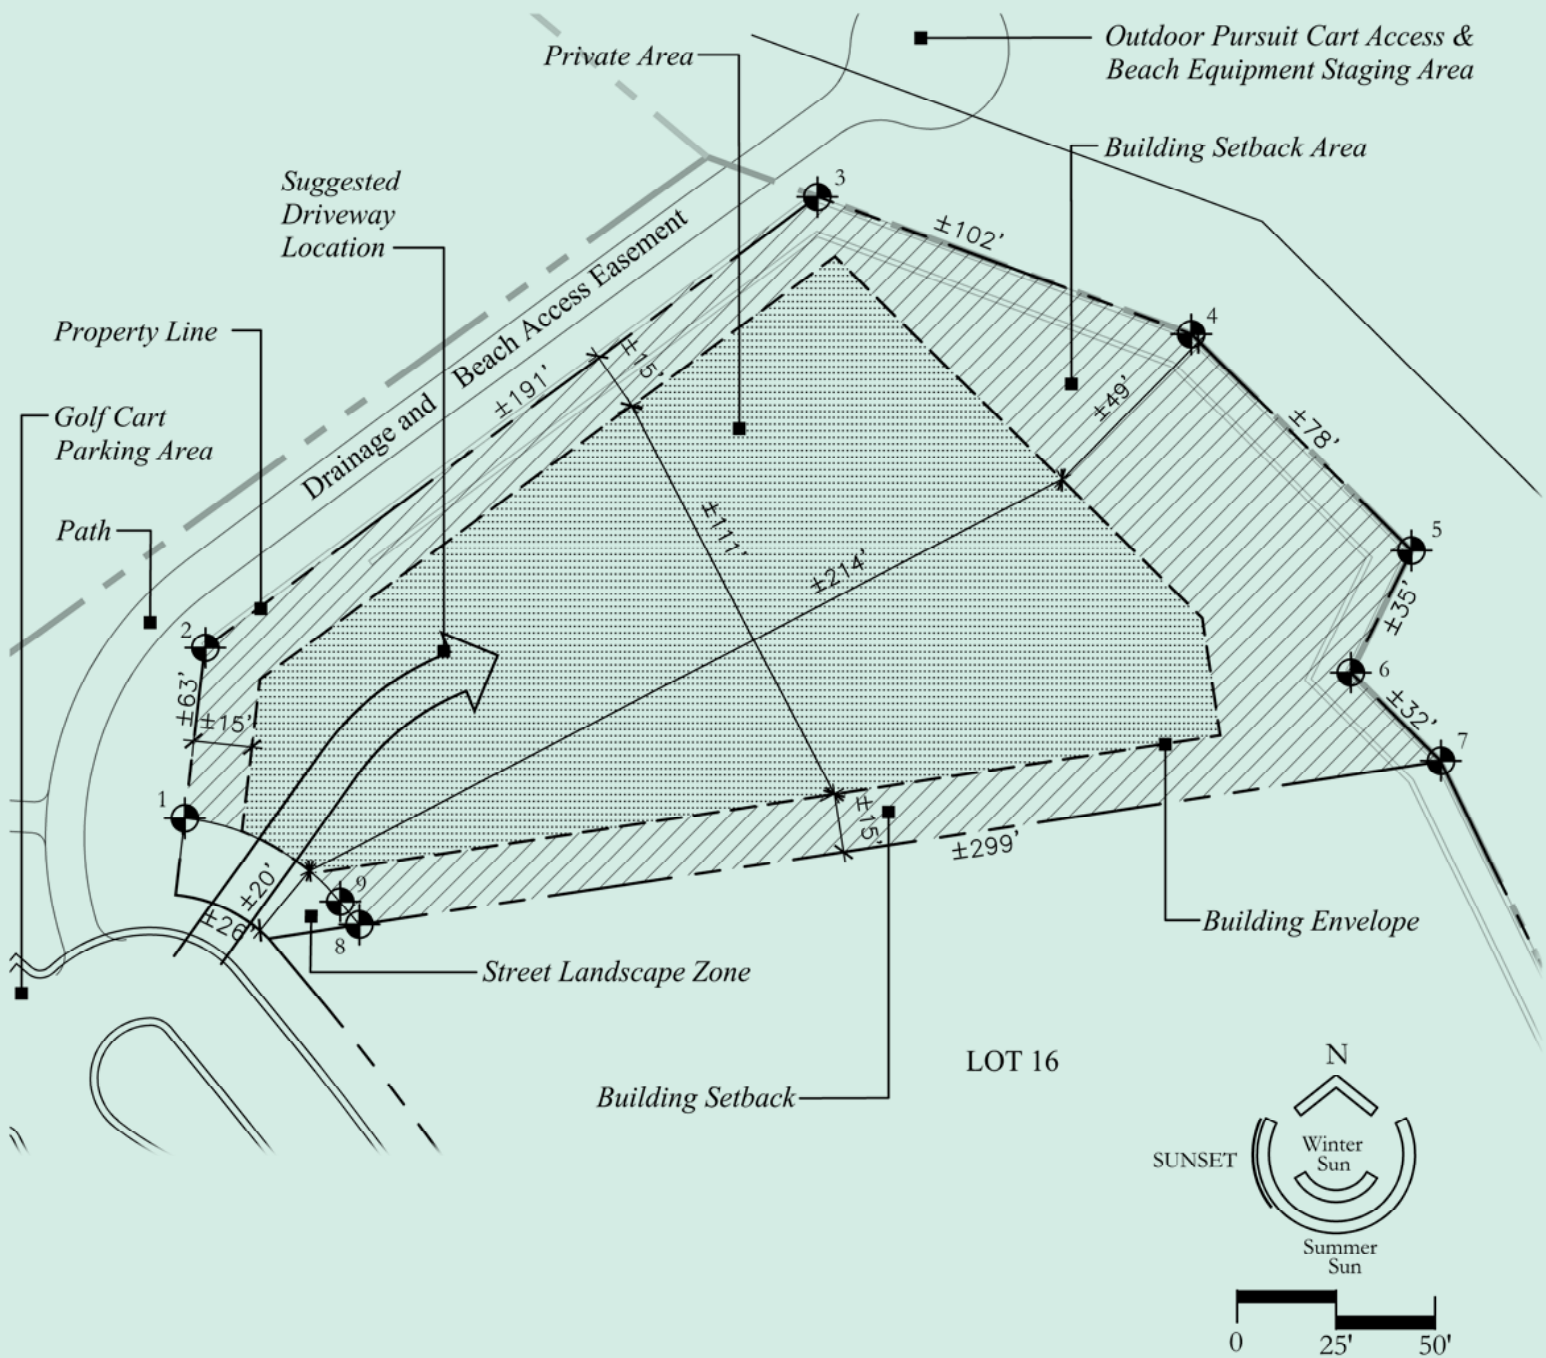 Outdoor Pursuit Cart Access &
Beach Equipment Staging Area
Private Area
Building Setback Area
3
Suggested
Driveway
Location
±102'
4
Drainage and Beach Access Easement
Property Line
±15'
±191'
±49'
±78'
Golf Cart
Parking Area
±111'
Path
5
±214'
±35'
2
6
±63'
±15'
±32'
7
1
±15'
±299'
±20'
9
±26'
8
Building Envelope
Street Landscape Zone
LOT 16
N
Building Setback
Winter
Sun
SUNSET
Summer
Sun
0 25' 50'